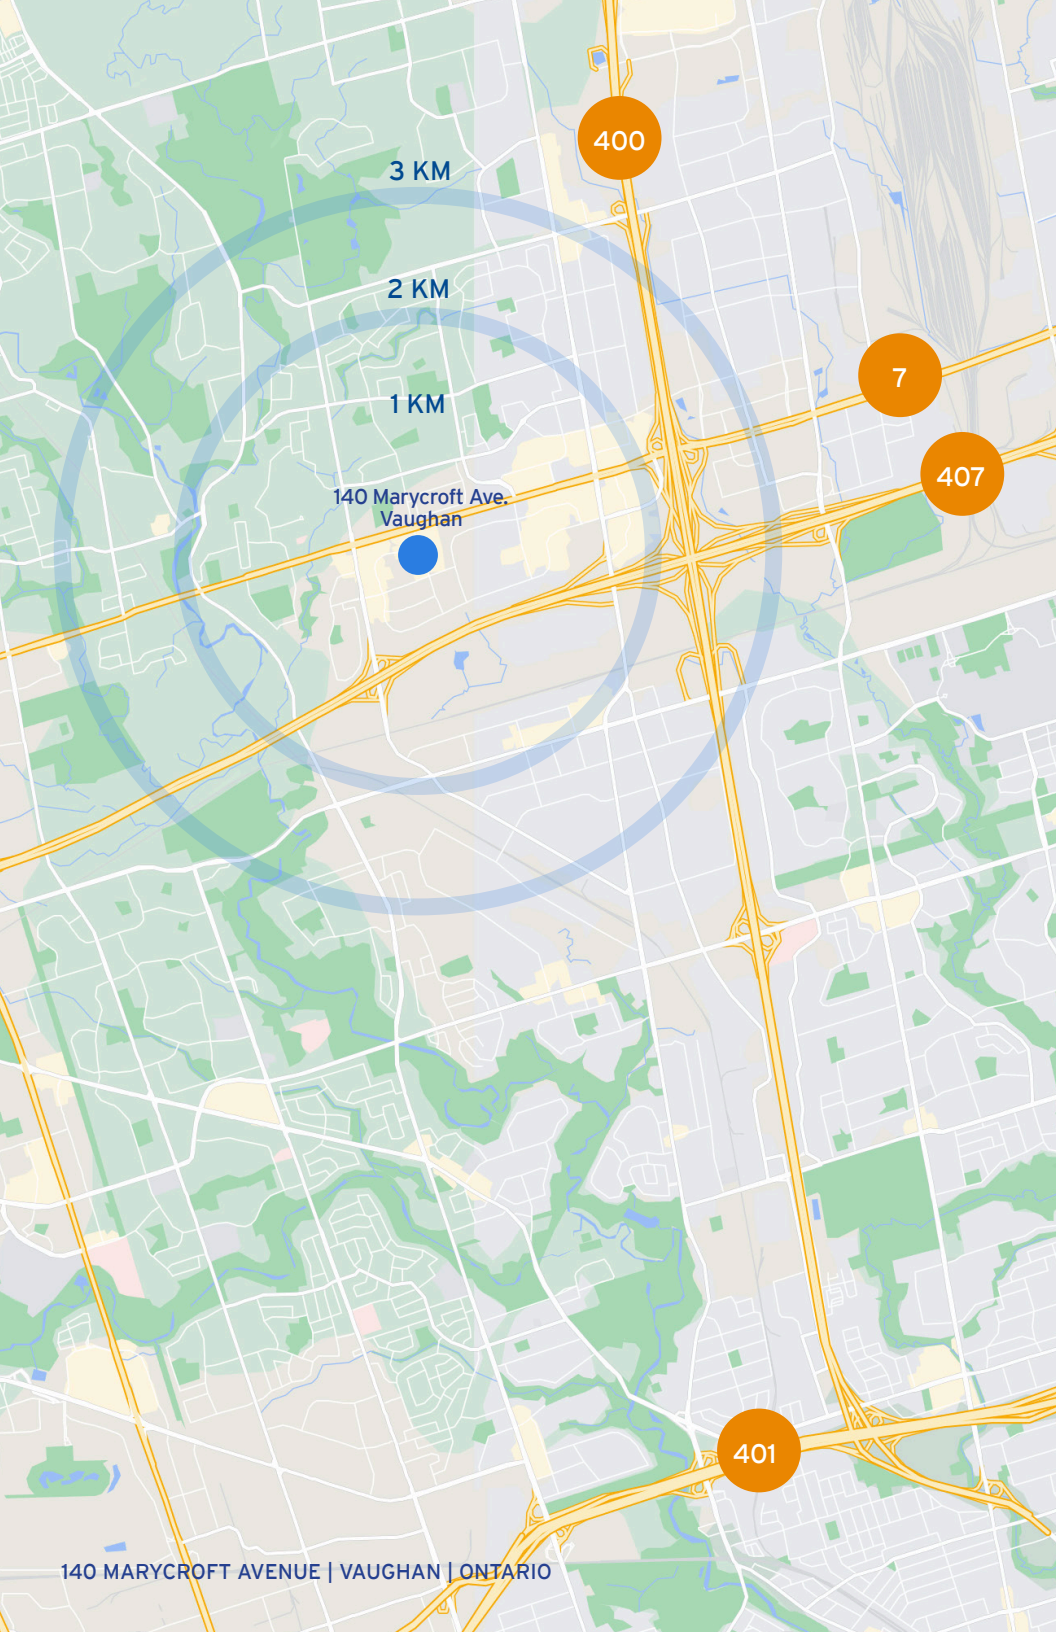 400
3 KM
2 KM
7
1 KM
407
140 Marycroft Ave.
Vaughan
401
140 MARYCROFT AVENUE | VAUGHAN | ONTARIO